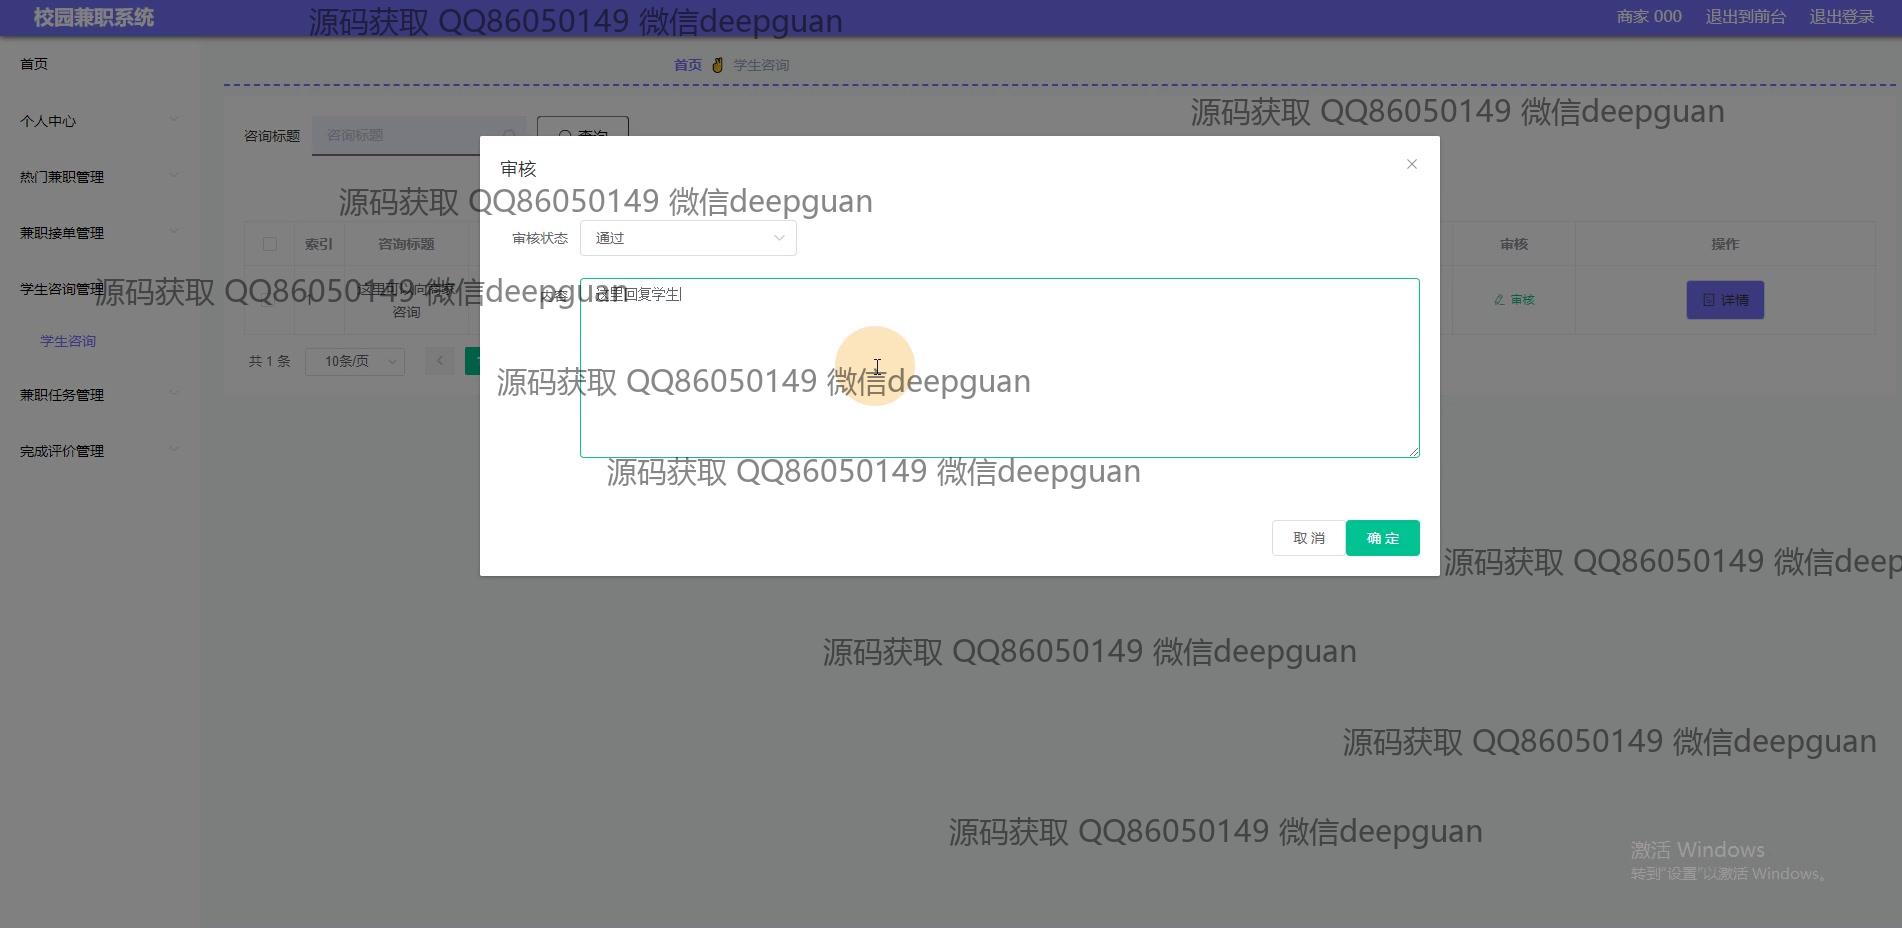 校园兼职系统
源码获取 QQ86050149 微信deepguan
商家 000
退出到前台
退出登录
首页
首页
学生咨询
个人中心
源码获取 QQ86050149 微信deepguan
咨询标题
咨询标题
查询
审核
热门兼职管理
源码获取 QQ86050149 微信deepguan
兼职接单管理
索引
咨询标题
审核状态
通过
审核
操作
学生咨询管理
源码获取 QQ86050149 微信deepguan
这里可以向商家
咨询
1
内容
这里回复学生
审核
详情
学生咨询
共 1 条
10条/页
源码获取 QQ86050149 微信deepguan
兼职任务管理
完成评价管理
源码获取 QQ86050149 微信deepguan
取 消
确 定
源码获取 QQ86050149 微信deep
源码获取 QQ86050149 微信deepguan
源码获取 QQ86050149 微信deepguan
源码获取 QQ86050149 微信deepguan
激活 Windows
转到"设置"以激活 Windows。